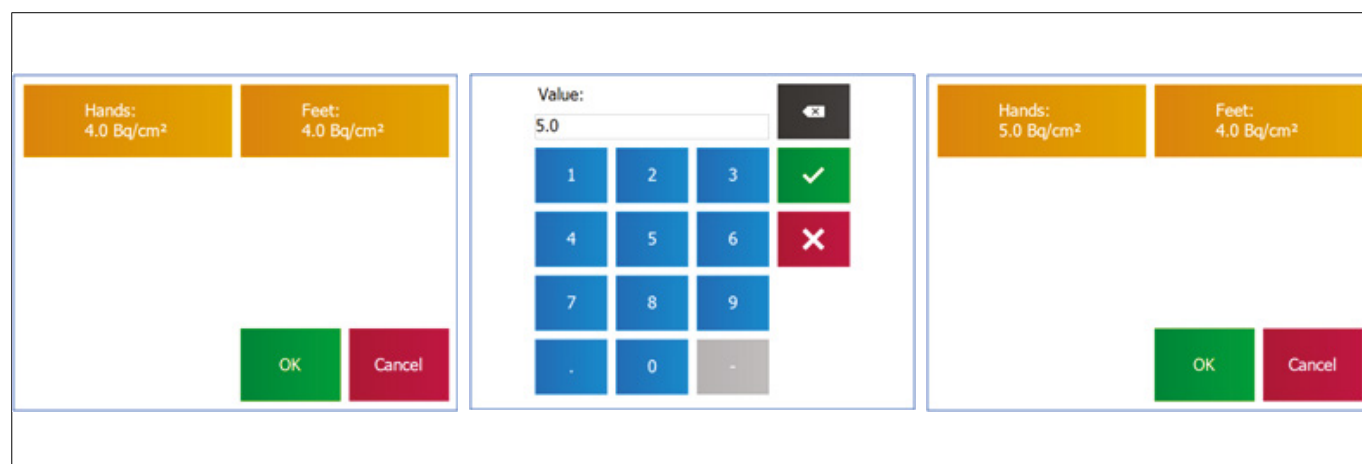 Hands:
4.0 Bq/cm²
Feet:
4.0 Bq/cm²
OK
Cancel
Value:
5.0
1
2
3
4
5
6
7
8
9
.
0
-
Hands:
5.0 Bq/cm²
Feet:
4.0 Bq/cm²
OK
Cancel